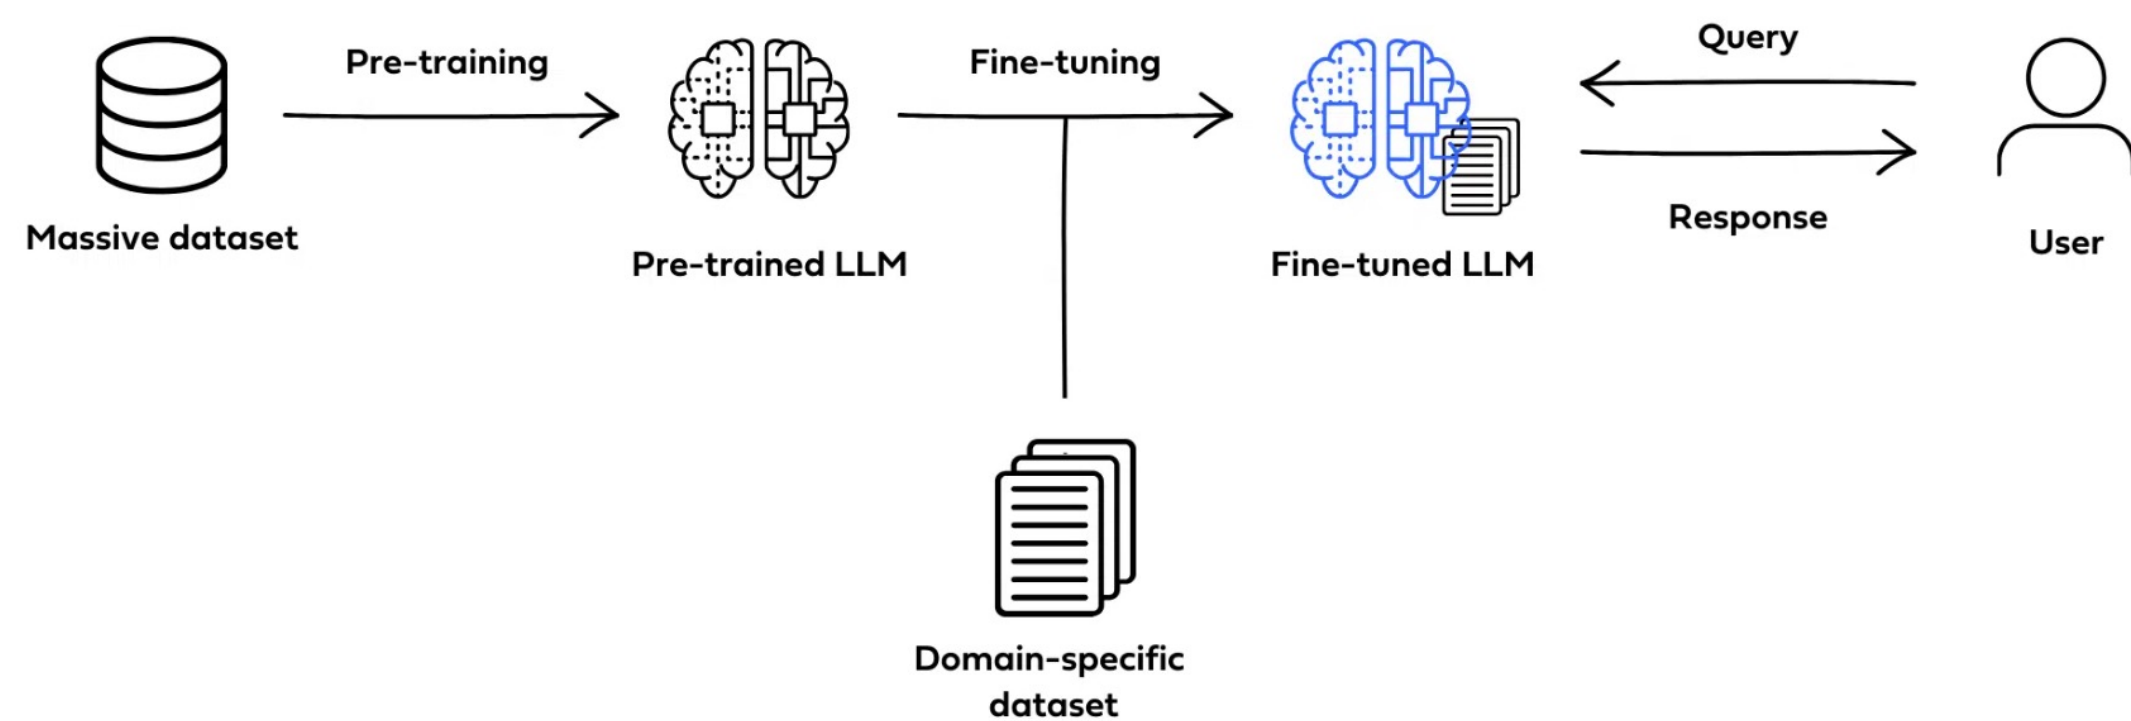 Pre-training
Fine-tuning
Query
Massive dataset
Pre-trained LLM
Fine-tuned LLM
Response
User
Domain-specific
dataset